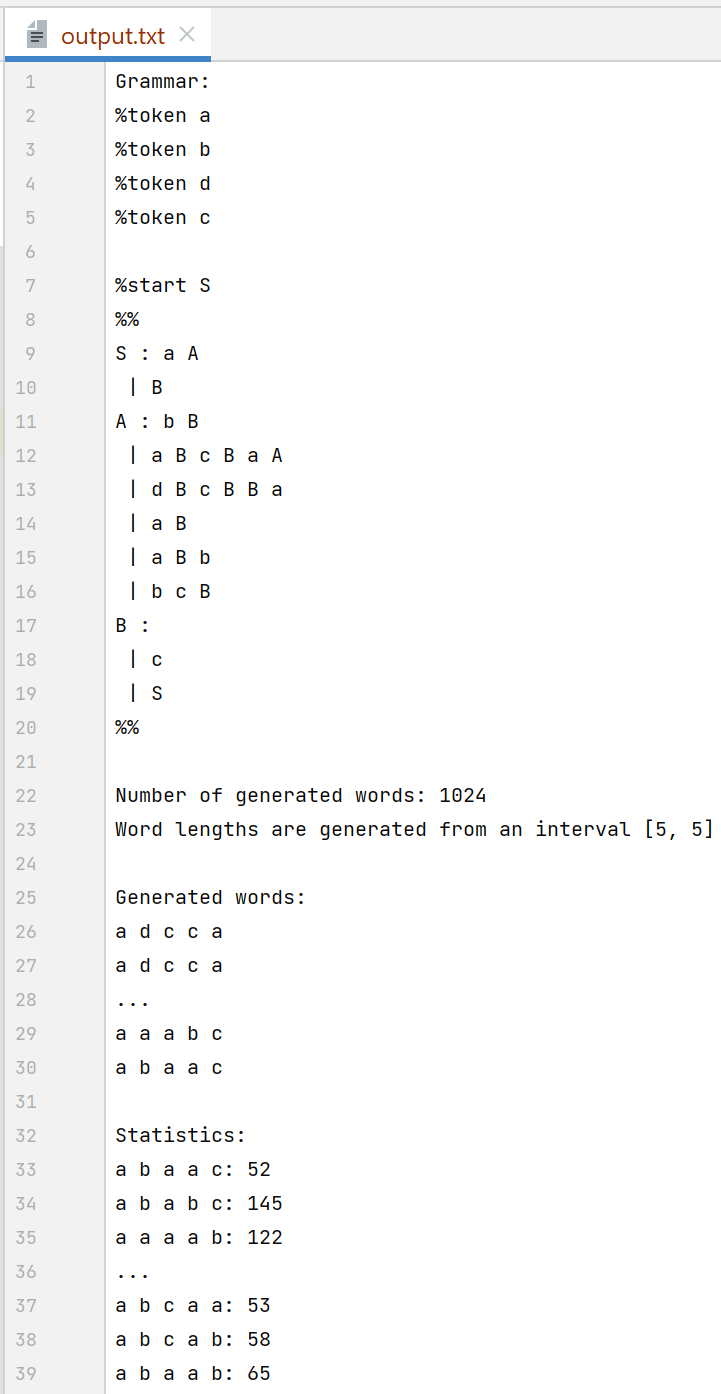 output.txt
1 Grammar:
2 %token a
3 %token b
4 %token d
5 %token c
6
7 %start S
8 %%
9 S : a A
10 | B
11 A : b B
12 | a B c B a A
13 | d B c B B a
14 | a B
15 | a B b
16 | b c B
17 B :
18 | c
19 | S
20 %%
21
22 Number of generated words: 1024
23 Word lengths are generated from an interval [5, 5]
24
25 Generated words:
26 a d c c a
27 a d c c a
28 ...
29 a a a b c
30 a b a a c
31
32 Statistics:
33 a b a a c: 52
34 a b a b c: 145
35 a a a a b: 122
36 ...
37 a b c a a: 53
38 a b c a b: 58
39 a b a a b: 65